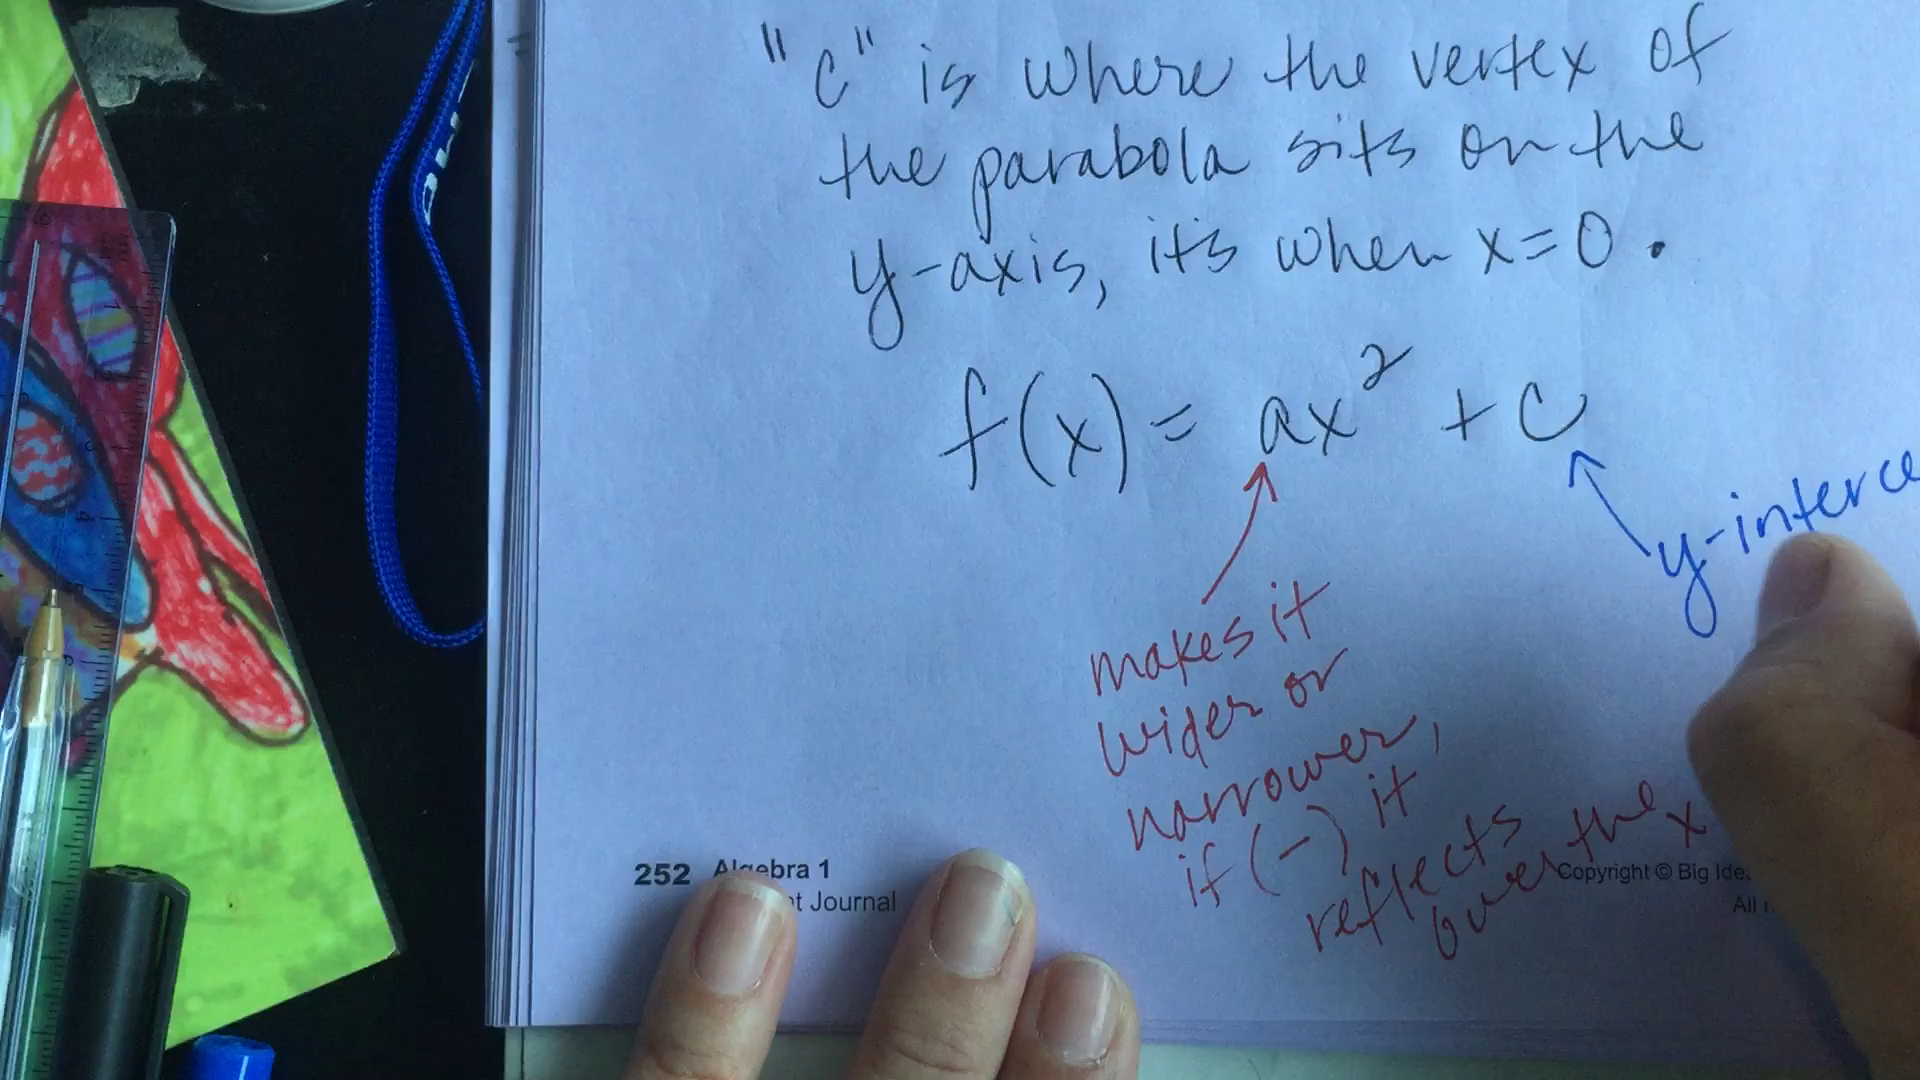 "c" is where the vertex of
the parabola sits on the
y-axis, it's when x=0.
f(x) = ax² + c
y-interce
makes it
wider or
narrower,
if (-) it
reflects
over the x
252 Algebra 1
nt Journal
Copyright © Big Ide
All